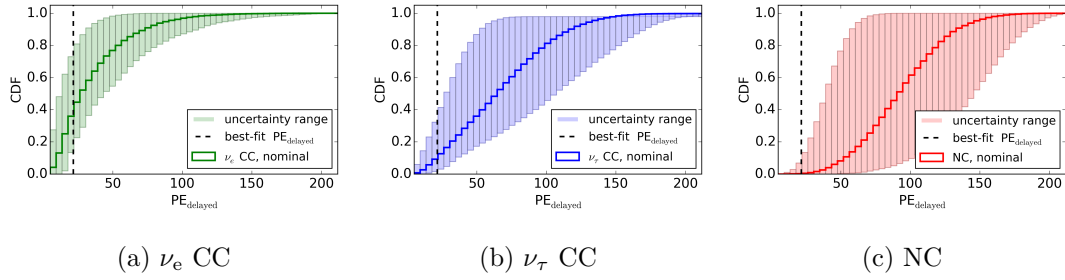 CDF
1.0
0.8
0.6
0.4
0.2
0.0
50
100
150
200
PE_delayed
uncertainty range
best-fit PE_delayed
ν_e CC, nominal
(a) ν_e CC
CDF
1.0
0.8
0.6
0.4
0.2
0.0
50
100
150
200
PE_delayed
uncertainty range
best-fit PE_delayed
ν_τ CC, nominal
(b) ν_τ CC
CDF
1.0
0.8
0.6
0.4
0.2
0.0
50
100
150
200
PE_delayed
uncertainty range
best-fit PE_delayed
NC, nominal
(c) NC